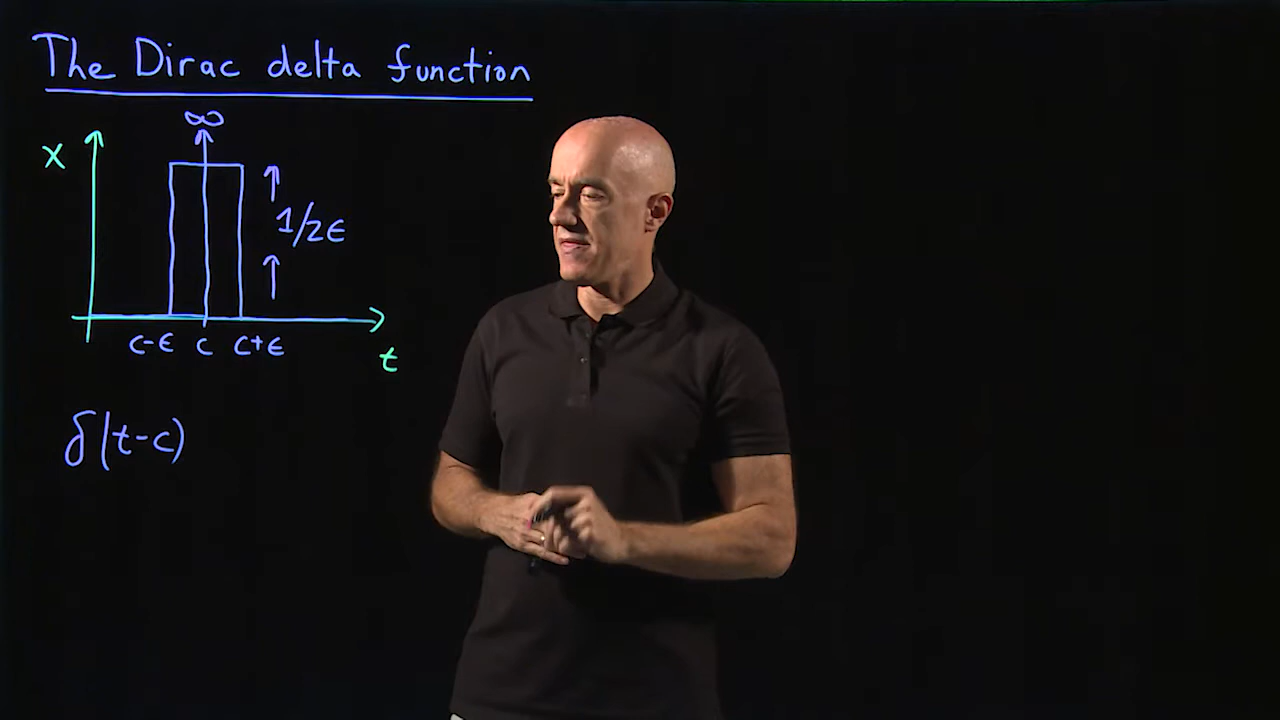 The Dirac delta function
∞
x
1/2ϵ
c-ϵ c c+ϵ
t
δ(t-c)